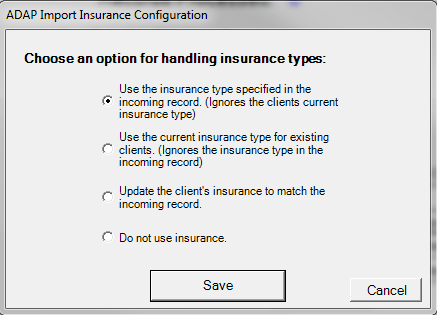 ADAP Import Insurance Configuration
Choose an option for handling insurance types:
Use the insurance type specified in the
incoming record. (Ignores the clients current
insurance type)
Use the current insurance type for existing
clients. (Ignores the insurance type in the
incoming record)
Update the client's insurance to match the
incoming record.
Do not use insurance.
Save
Cancel